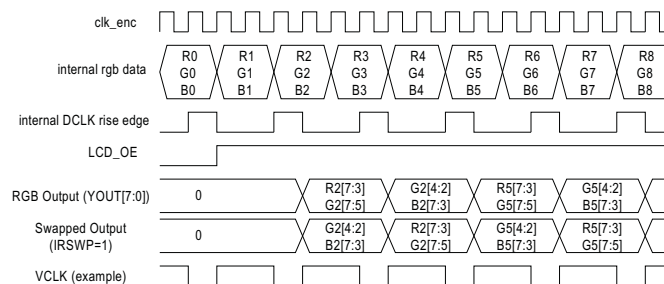 clk_enc
internal rgb data
R0 R1 R2 R3 R4 R5 R6 R7 R8
G0 G1 G2 G3 G4 G5 G6 G7 G8
B0 B1 B2 B3 B4 B5 B6 B7 B8
internal DCLK rise edge
LCD_OE
RGB Output (YOUT[7:0])
0
R2[7:3] G2[4:2] R5[7:3] G5[4:2]
G2[7:5] B2[7:3] G5[7:5] B5[7:3]
Swapped Output
(IRSWP=1)
0
G2[4:2] R2[7:3] G5[4:2] R5[7:3]
B2[7:3] G2[7:5] B5[7:3] G5[7:5]
VCLK (example)